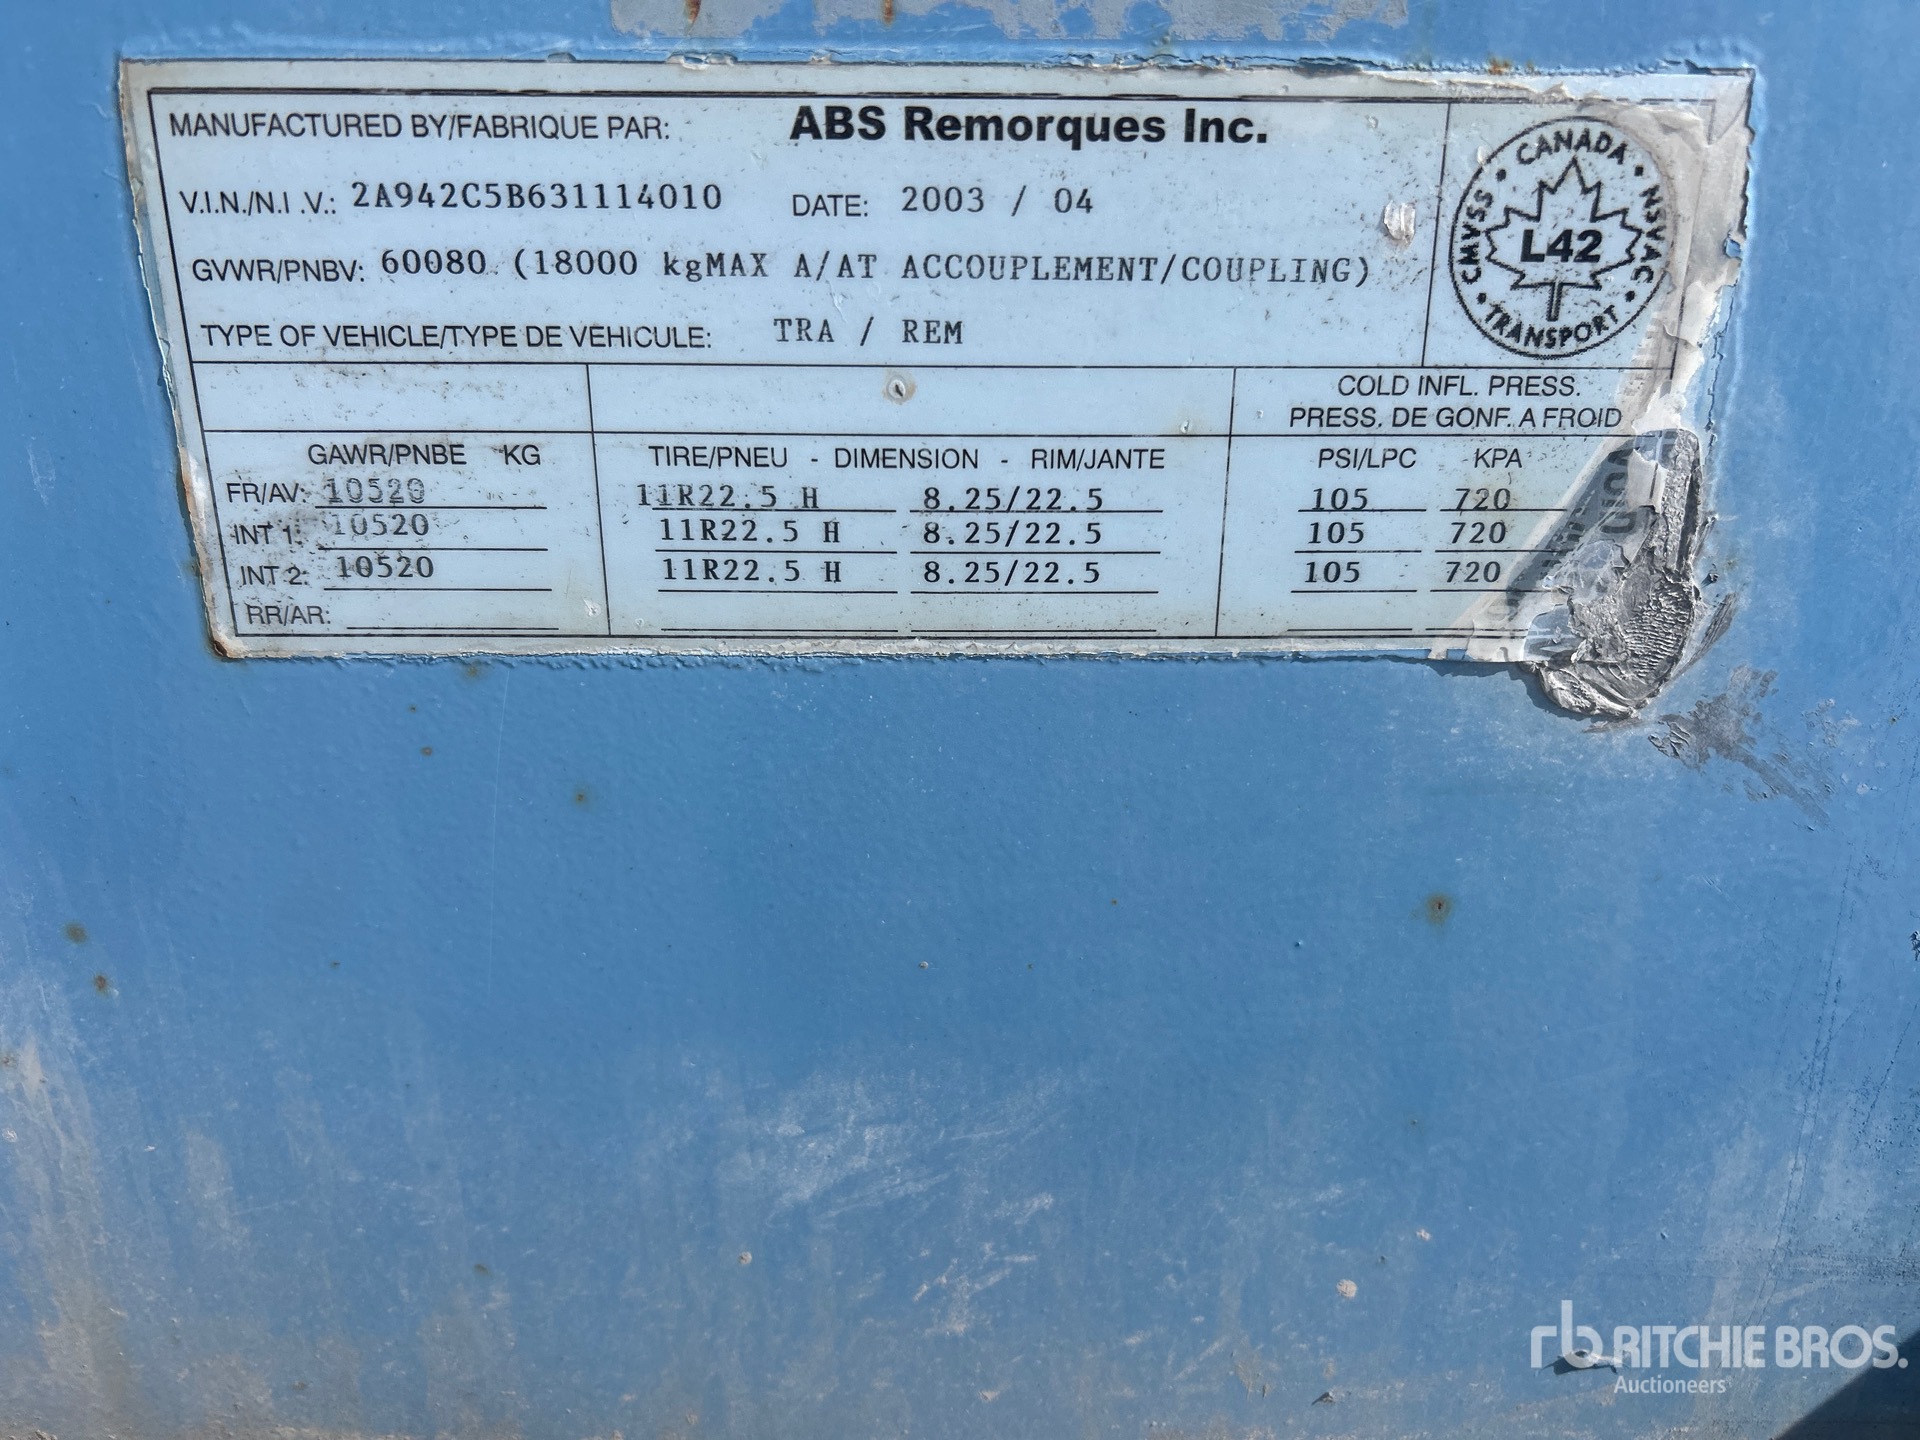 MANUFACTURED BY/FABRIQUE PAR: ABS Remorques Inc.
V.I.N./N.I.V.: 2A942C5B631114010 DATE: 2003 / 04
GVWR/PNBV: 60080 (18000 kgMAX A/AT ACCOUPLEMENT/COUPLING)
TYPE OF VEHICLE/TYPE DE VÉHICULE: TRA / REM
CANADA
CMVSS NSVAC
L42
TRANSPORT
COLD INFL. PRESS.
PRESS. DE GONF. A FROID
GAWR/PNBE KG TIRE/PNEU - DIMENSION - RIM/JANTE PSI/LPC KPA
FR/AV: 10520 11R22.5 H 8.25/22.5 105 720
INT 1: 10520 11R22.5 H 8.25/22.5 105 720
INT 2: 10520 11R22.5 H 8.25/22.5 105 720
RR/AR:
rb RITCHIE BROS.
Auctioneers